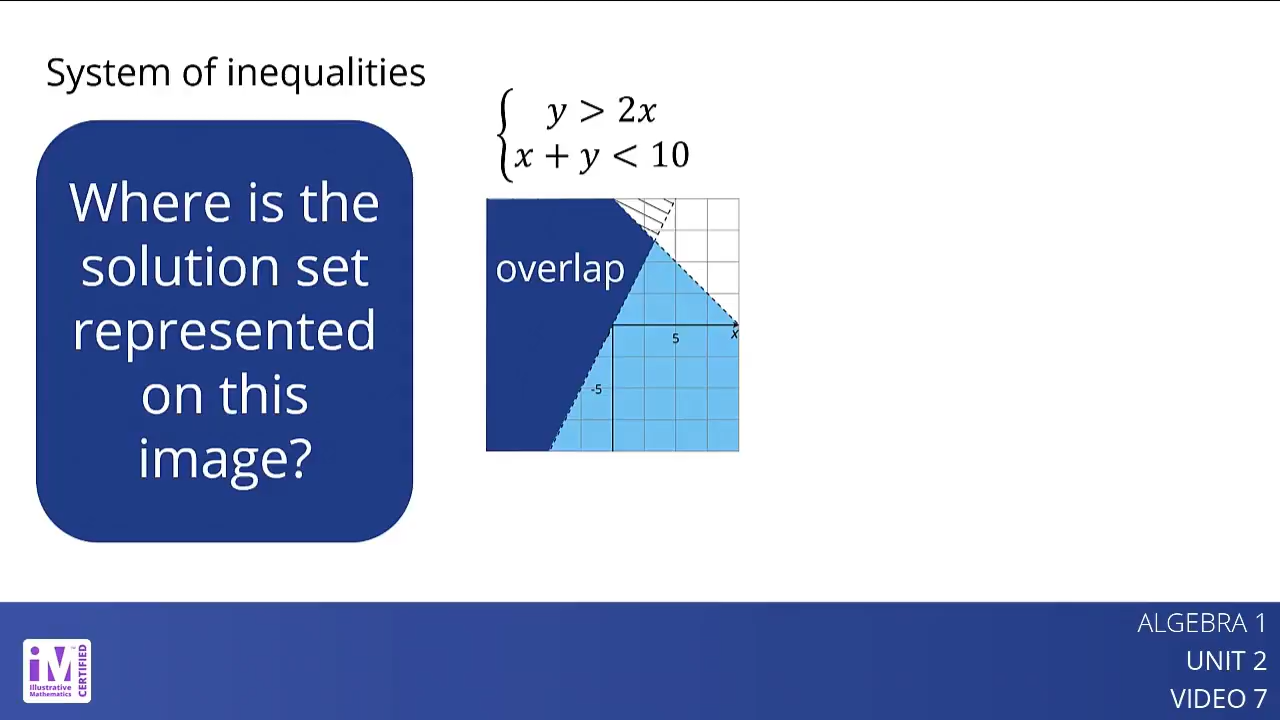 System of inequalities
Where is the
solution set
represented
on this
image?
y > 2x
x + y < 10
overlap
x
5
-5
ALGEBRA 1
UNIT 2
VIDEO 7
iM
Illustrative
Mathematics
CERTIFIED